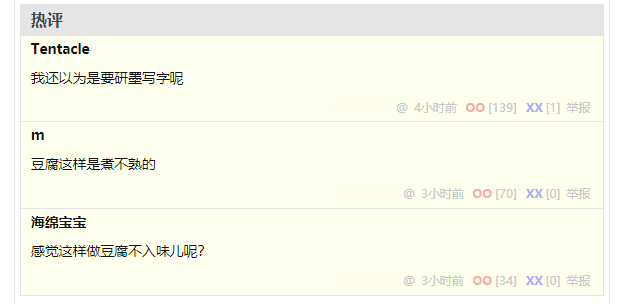 热评
Tentacle
我还以为是要研墨写字呢
@ 4小时前 OO [139] XX [1] 举报
m
豆腐这样是煮不熟的
@ 3小时前 OO [70] XX [0] 举报
海绵宝宝
感觉这样做豆腐不入味儿呢?
@ 3小时前 OO [34] XX [0] 举报